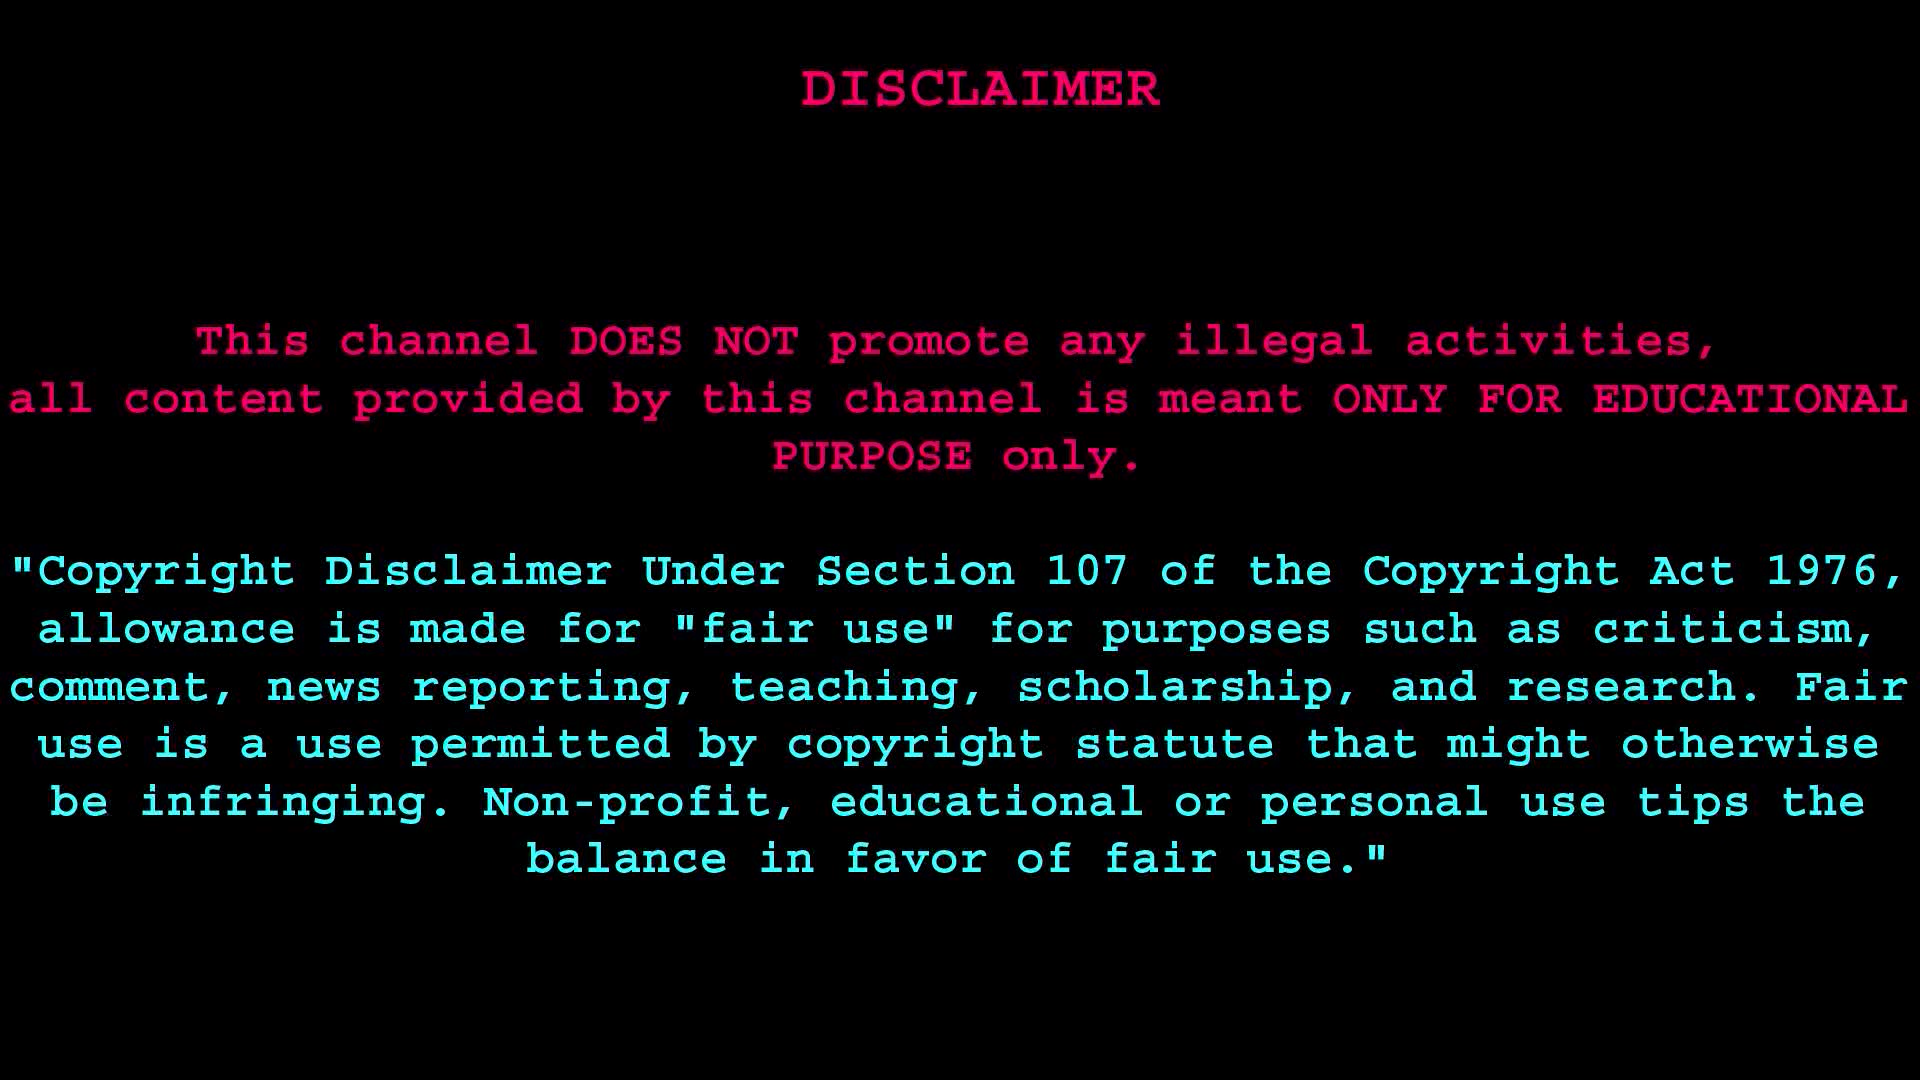 DISCLAIMER
This channel DOES NOT promote any illegal activities,
all content provided by this channel is meant ONLY FOR EDUCATIONAL
PURPOSE only.
"Copyright Disclaimer Under Section 107 of the Copyright Act 1976,
allowance is made for "fair use" for purposes such as criticism,
comment, news reporting, teaching, scholarship, and research. Fair
use is a use permitted by copyright statute that might otherwise
be infringing. Non-profit, educational or personal use tips the
balance in favor of fair use."